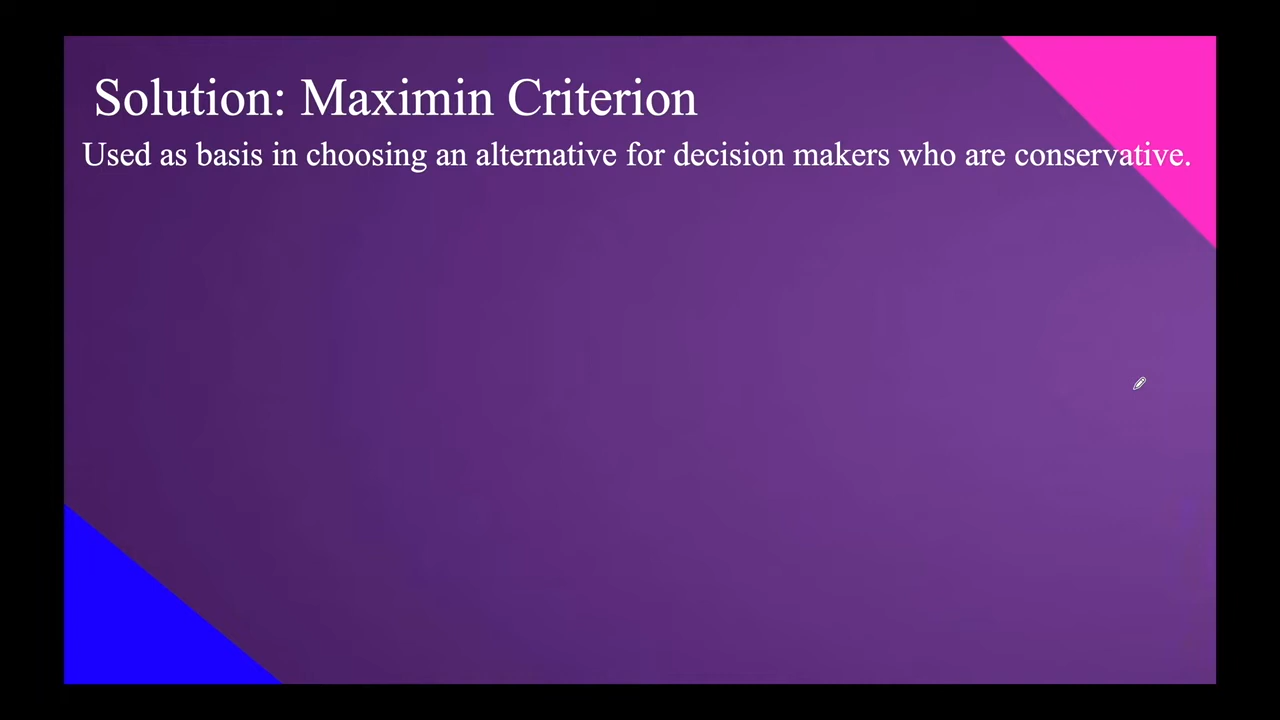 Solution: Maximin Criterion
Used as basis in choosing an alternative for decision makers who are conservative.